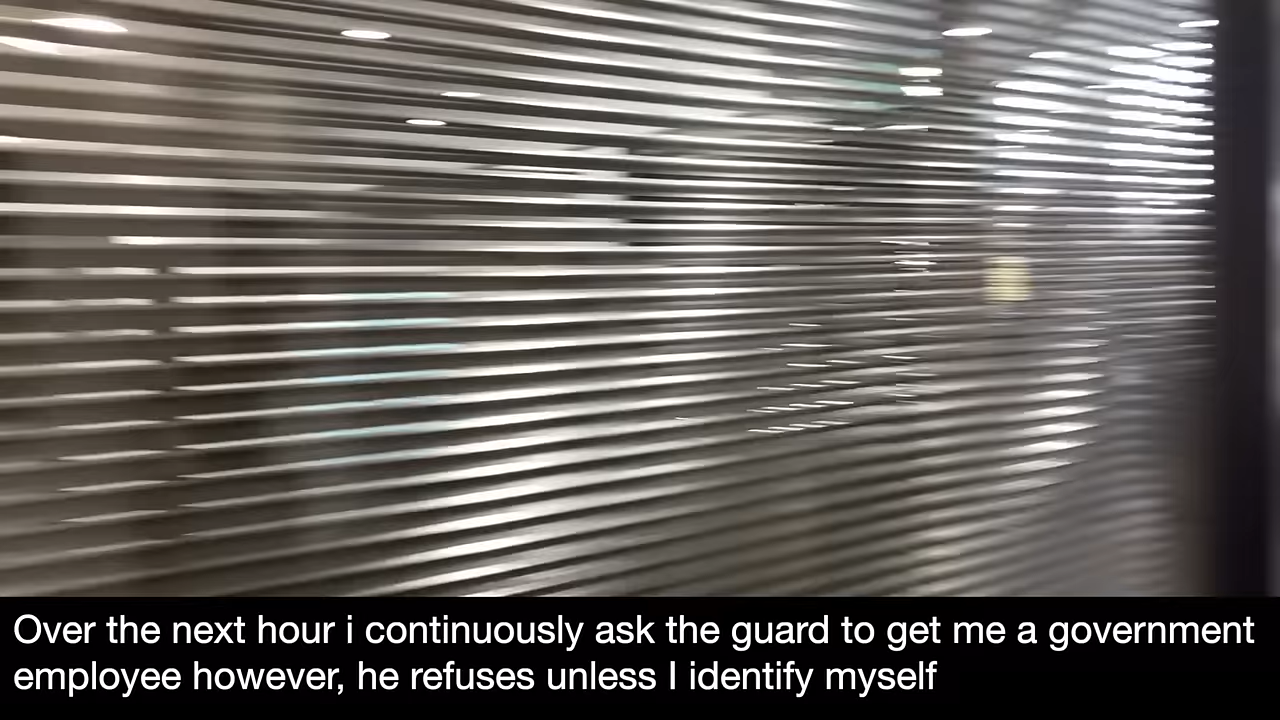 Over the next hour i continuously ask the guard to get me a government
employee however, he refuses unless I identify myself